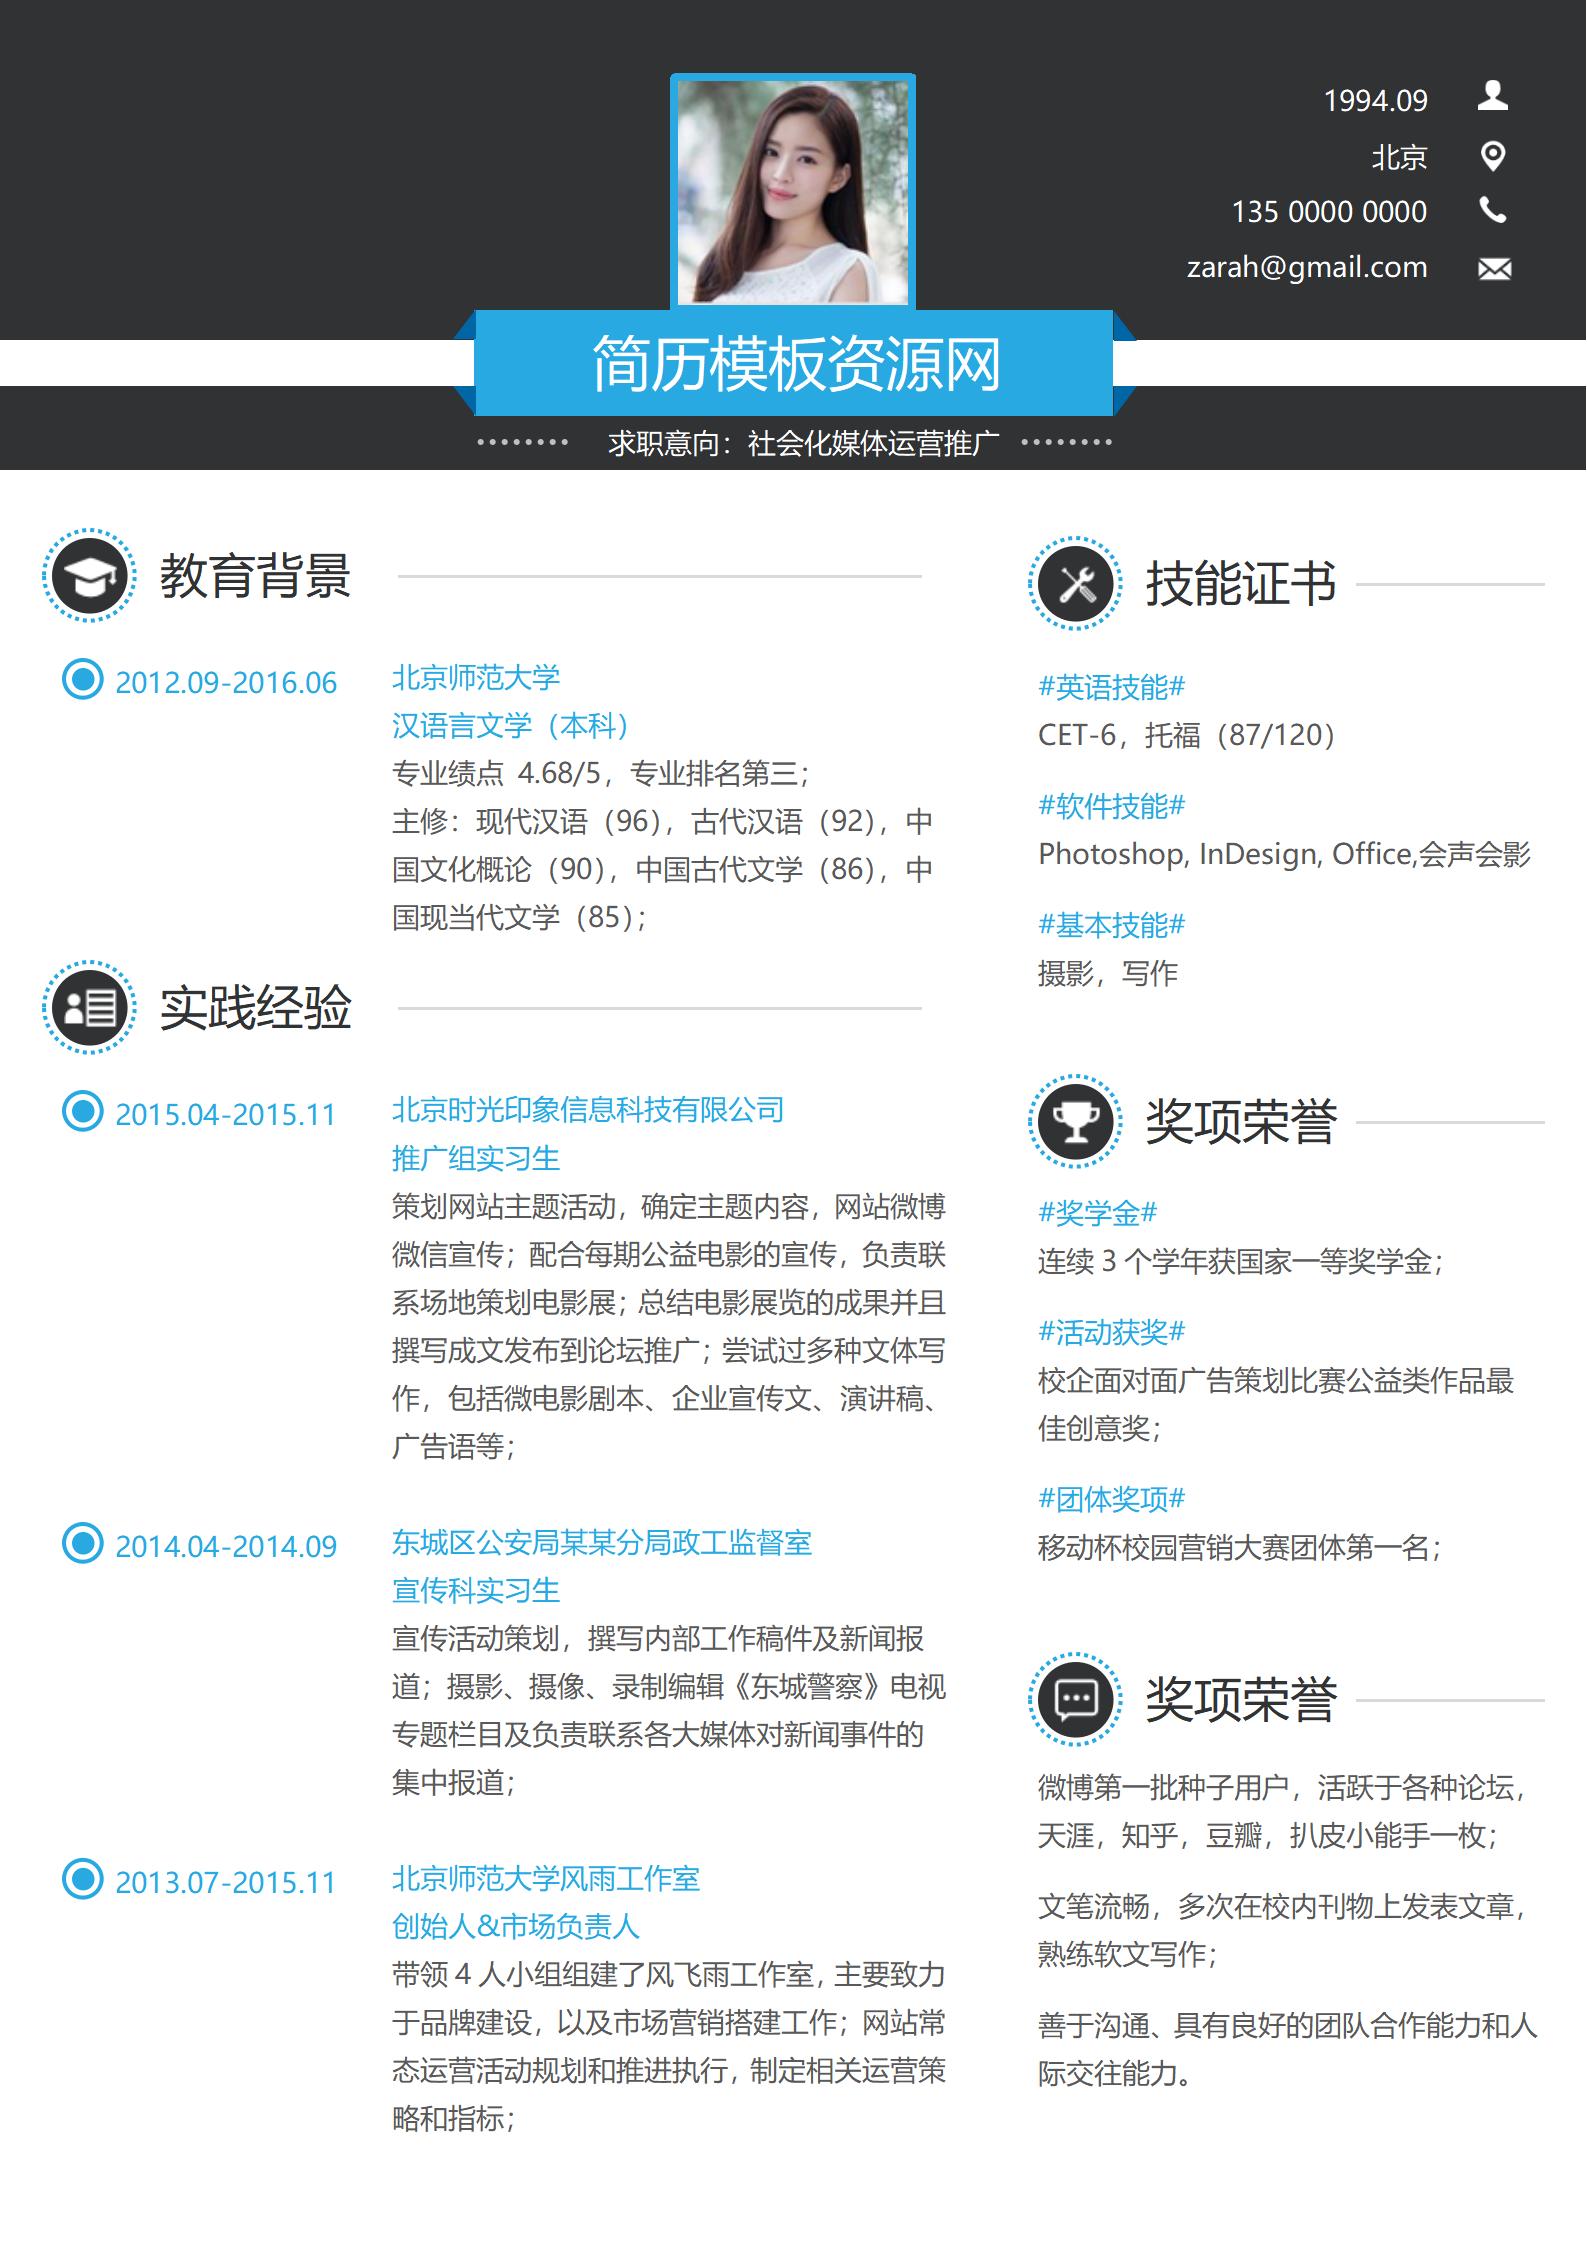 1994.09
北京
135 0000 0000
zarah@gmail.com
简历模板资源网
求职意向：社会化媒体运营推广
教育背景
2012.09-2016.06
北京师范大学
汉语言文学（本科）
专业绩点 4.68/5，专业排名第三；
主修：现代汉语（96），古代汉语（92），中
国文化概论（90），中国古代文学（86），中
国现当代文学（85）；
实践经验
2015.04-2015.11
北京时光印象信息科技有限公司
推广组实习生
策划网站主题活动，确定主题内容，网站微博
微信宣传；配合每期公益电影的宣传，负责联
系场地策划电影展；总结电影展览的成果并且
撰写成文发布到论坛推广；尝试过多种文体写
作，包括微电影剧本、企业宣传文、演讲稿、
广告语等；
2014.04-2014.09
东城区公安局某某分局政工监督室
宣传科实习生
宣传活动策划，撰写内部工作稿件及新闻报
道；摄影、摄像、录制编辑《东城警察》电视
专题栏目及负责联系各大媒体对新闻事件的
集中报道；
2013.07-2015.11
北京师范大学风雨工作室
创始人&市场负责人
带领 4 人小组组建了风飞雨工作室，主要致力
于品牌建设，以及市场营销搭建工作；网站常
态运营活动规划和推进执行，制定相关运营策
略和指标；
技能证书
#英语技能#
CET-6，托福（87/120）
#软件技能#
Photoshop, InDesign, Office,会声会影
#基本技能#
摄影，写作
奖项荣誉
#奖学金#
连续 3 个学年获国家一等奖学金；
#活动获奖#
校企面对面广告策划比赛公益类作品最
佳创意奖；
#团体奖项#
移动杯校园营销大赛团体第一名；
奖项荣誉
微博第一批种子用户，活跃于各种论坛，
天涯，知乎，豆瓣，扒皮小能手一枚；
文笔流畅，多次在校内刊物上发表文章，
熟练软文写作；
善于沟通、具有良好的团队合作能力和人
际交往能力。